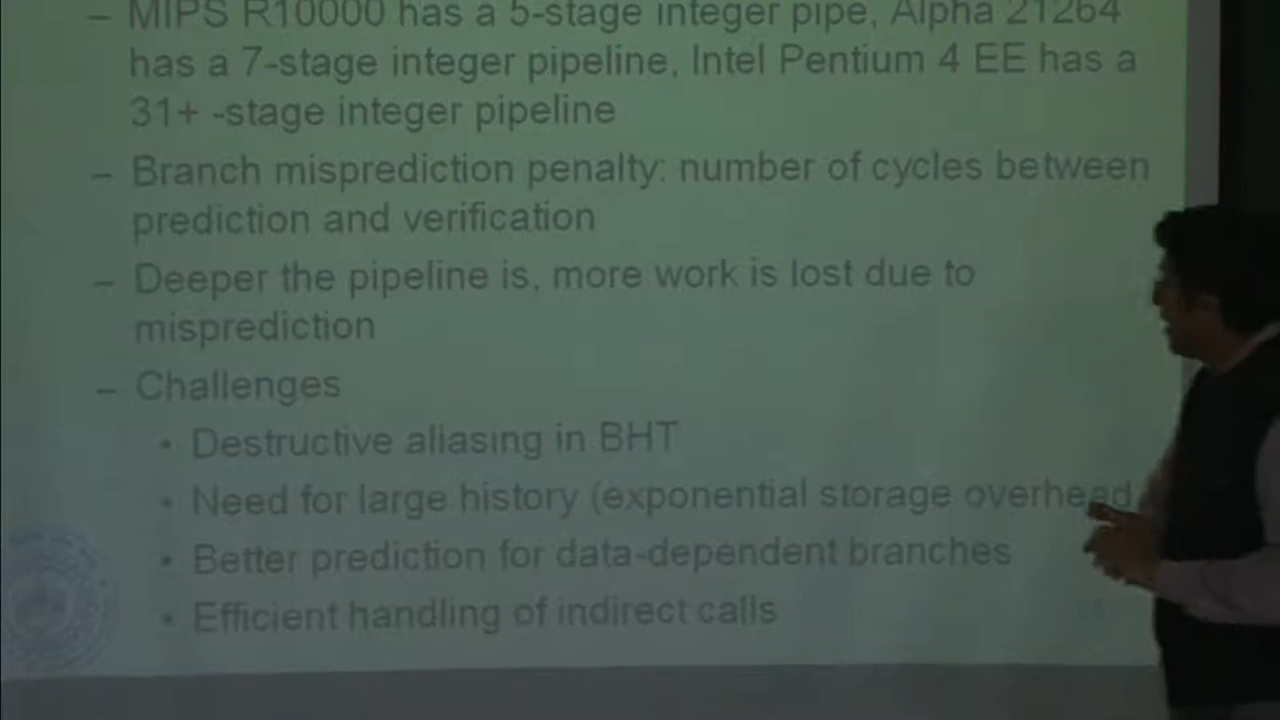 – MIPS R10000 has a 5-stage integer pipe, Alpha 21264
has a 7-stage integer pipeline, Intel Pentium 4 EE has a
31+ -stage integer pipeline
– Branch misprediction penalty: number of cycles between
prediction and verification
– Deeper the pipeline is, more work is lost due to
misprediction
– Challenges
• Destructive aliasing in BHT
• Need for large history (exponential storage overhead
• Better prediction for data-dependent branches
• Efficient handling of indirect calls